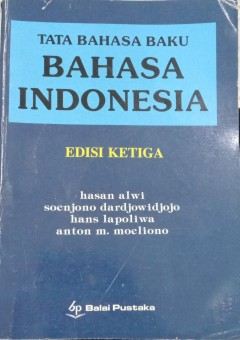 TATA BAHASA BAKU
BAHASA
INDONESIA
EDISI KETIGA
hasan alwi
soenjono dardjowidjojo
hans lapoliwa
anton m. moeliono
bp Balai Pustaka